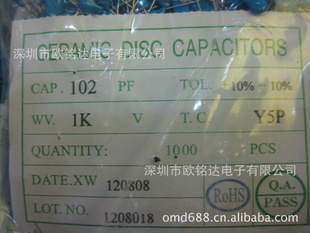 CERAMIC DISC CAPACITORS
深圳市欧铭达电子有限公司
CAP. 102 PF TOL. +10% -10%
WV. 1K V T.C Y5P
QUANTITY: 1000 PCS
深圳市欧铭达电子有限公司
DATE.XW 120808 RoHS Q.A.
PASS
LOT NO. 1208018 omd688.cn.alibaba.com